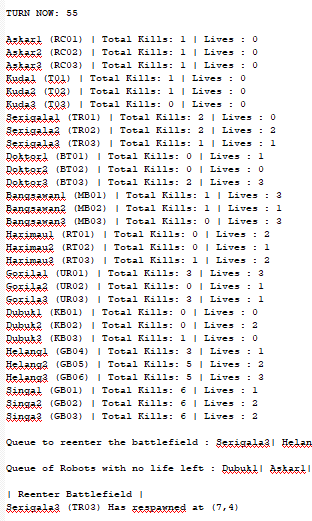 TURN NOW: 55
Askar1 (RC01) | Total Kills: 1 | Lives : 0
Askar2 (RC02) | Total Kills: 1 | Lives : 0
Askar3 (RC03) | Total Kills: 1 | Lives : 0
Kuda1 (T01) | Total Kills: 1 | Lives : 0
Kuda2 (T02) | Total Kills: 1 | Lives : 0
Kuda3 (T03) | Total Kills: 0 | Lives : 0
Serigala1 (TR01) | Total Kills: 2 | Lives : 0
Serigala2 (TR02) | Total Kills: 2 | Lives : 2
Serigala3 (TR03) | Total Kills: 1 | Lives : 1
Doktor1 (BT01) | Total Kills: 0 | Lives : 1
Doktor2 (BT02) | Total Kills: 0 | Lives : 0
Doktor3 (BT03) | Total Kills: 2 | Lives : 3
Bangsawan1 (MB01) | Total Kills: 1 | Lives : 3
Bangsawan2 (MB02) | Total Kills: 1 | Lives : 1
Bangsawan3 (MB03) | Total Kills: 0 | Lives : 3
Harimau1 (RT01) | Total Kills: 0 | Lives : 2
Harimau2 (RT02) | Total Kills: 0 | Lives : 1
Harimau3 (RT03) | Total Kills: 1 | Lives : 2
Gorila1 (UR01) | Total Kills: 3 | Lives : 3
Gorila2 (UR02) | Total Kills: 0 | Lives : 1
Gorila3 (UR03) | Total Kills: 3 | Lives : 1
Dubuk1 (KB01) | Total Kills: 0 | Lives : 0
Dubuk2 (KB02) | Total Kills: 0 | Lives : 2
Dubuk3 (KB03) | Total Kills: 1 | Lives : 0
Helang1 (GB04) | Total Kills: 3 | Lives : 1
Helang2 (GB05) | Total Kills: 5 | Lives : 2
Helang3 (GB06) | Total Kills: 5 | Lives : 3
Singa1 (GB01) | Total Kills: 6 | Lives : 1
Singa2 (GB02) | Total Kills: 6 | Lives : 2
Singa3 (GB03) | Total Kills: 6 | Lives : 2
Queue to reenter the battlefield : Serigala3| Helan
Queue of Robots with no life left : Dubuk1| Askar1|
| Reenter Battlefield |
Serigala3 (TR03) Has respawned at (7,4)